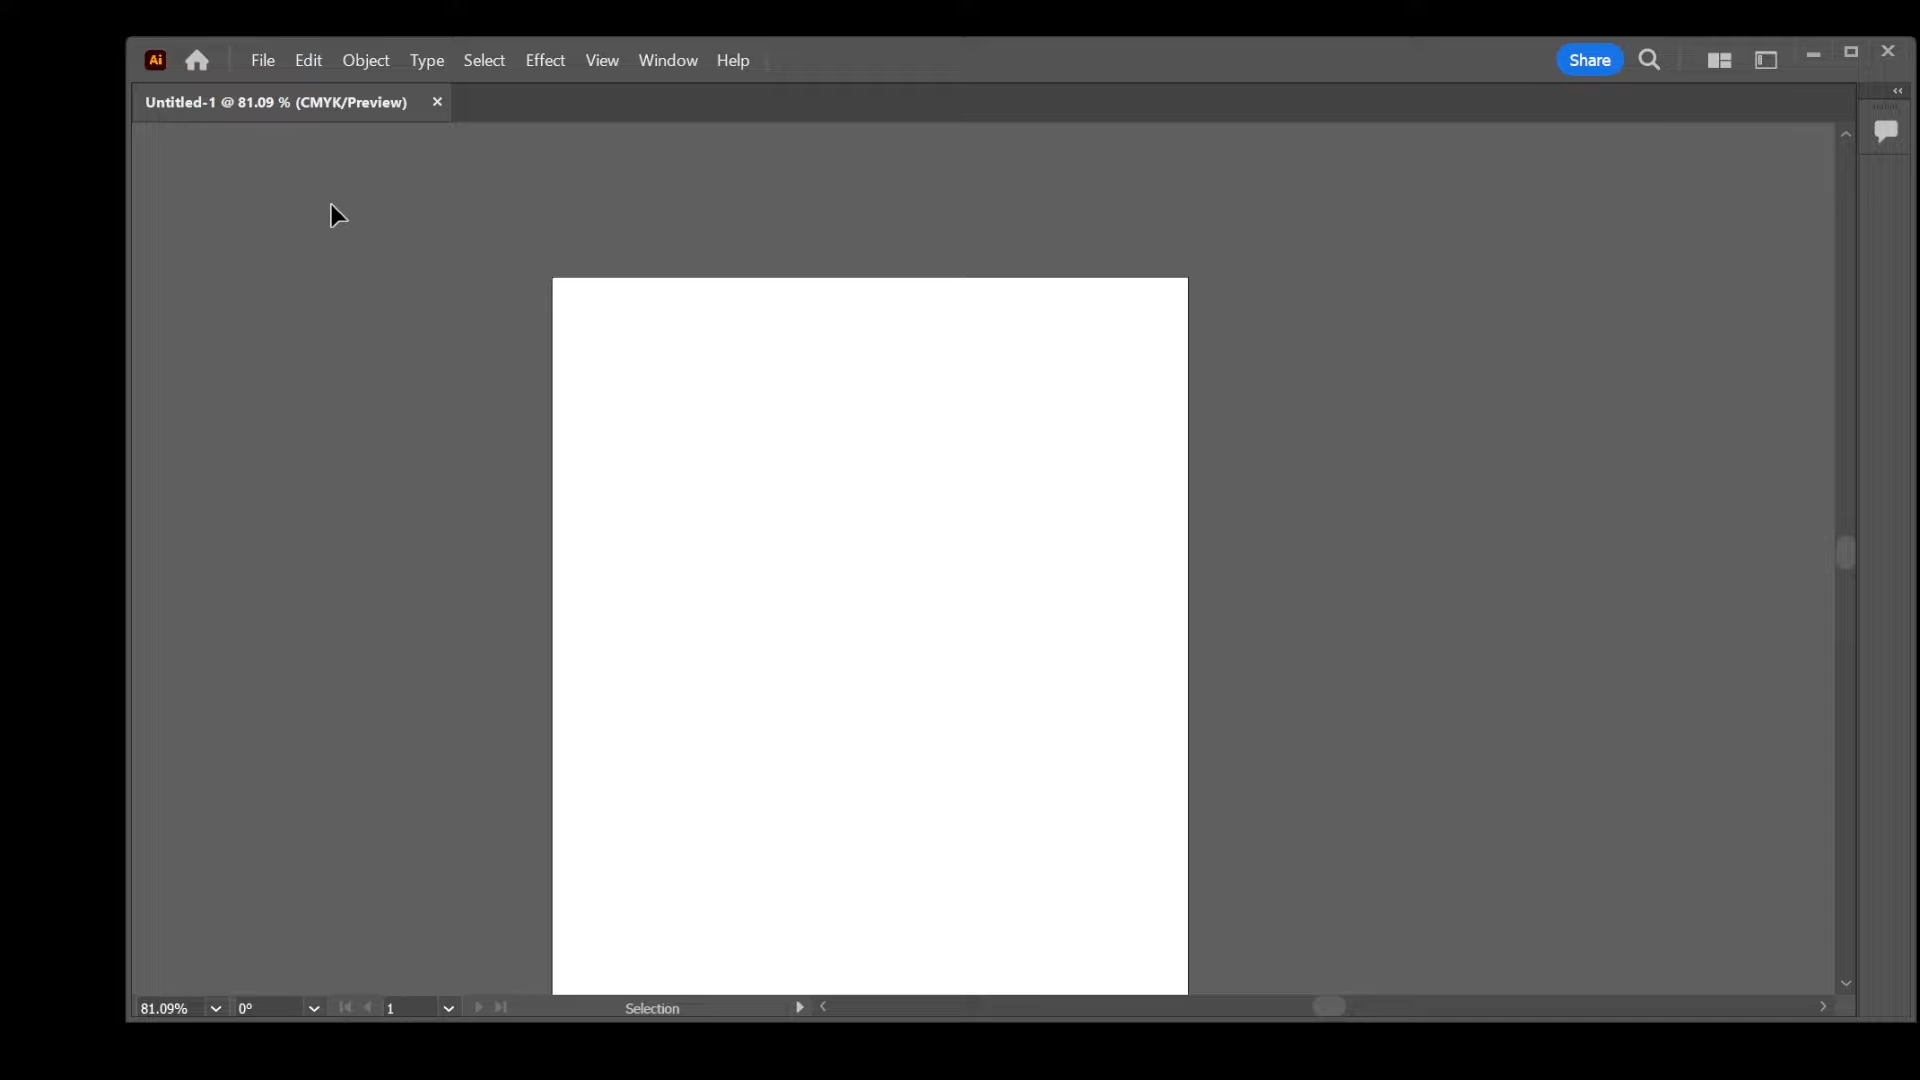 Ai File Edit Object Type Select Effect View Window Help Share
Untitled-1 @ 81.09 % (CMYK/Preview)
81.09% 0° 1 Selection